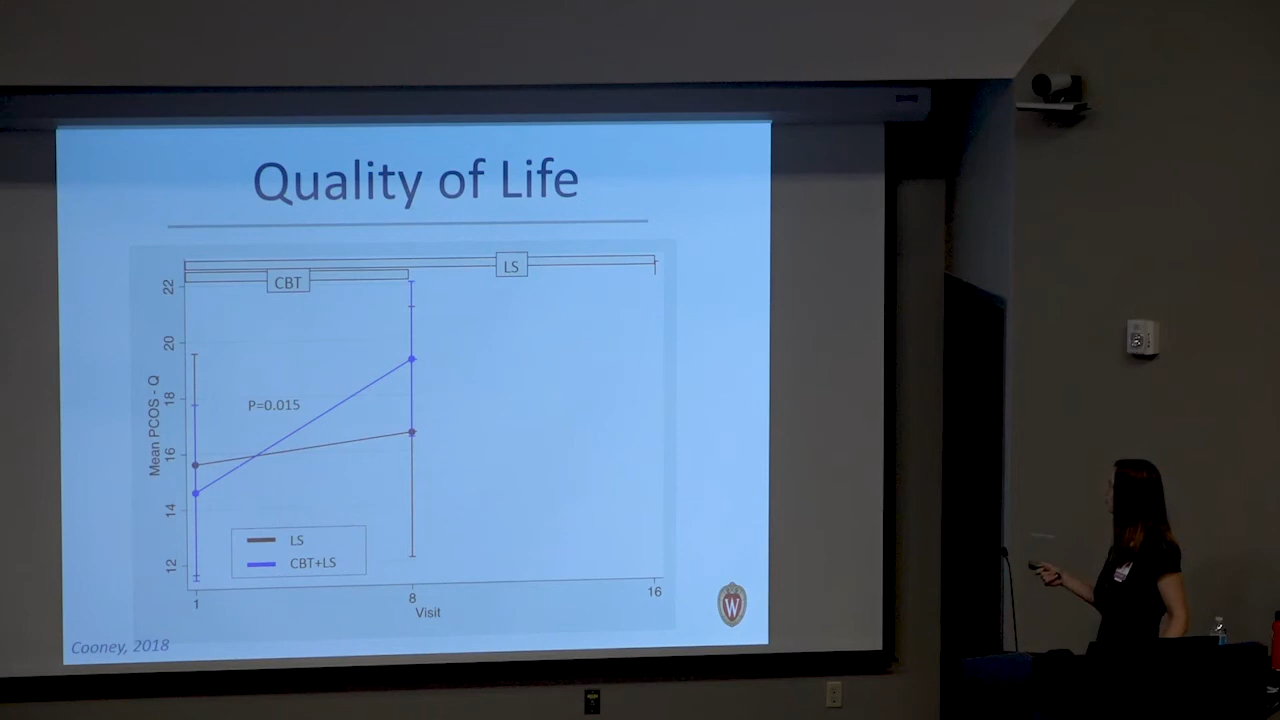 Quality of Life
LS
CBT
22
20
18
16
14
12
Mean PCOS - Q
P=0.015
LS
CBT+LS
1
8
16
Visit
W
Cooney, 2018